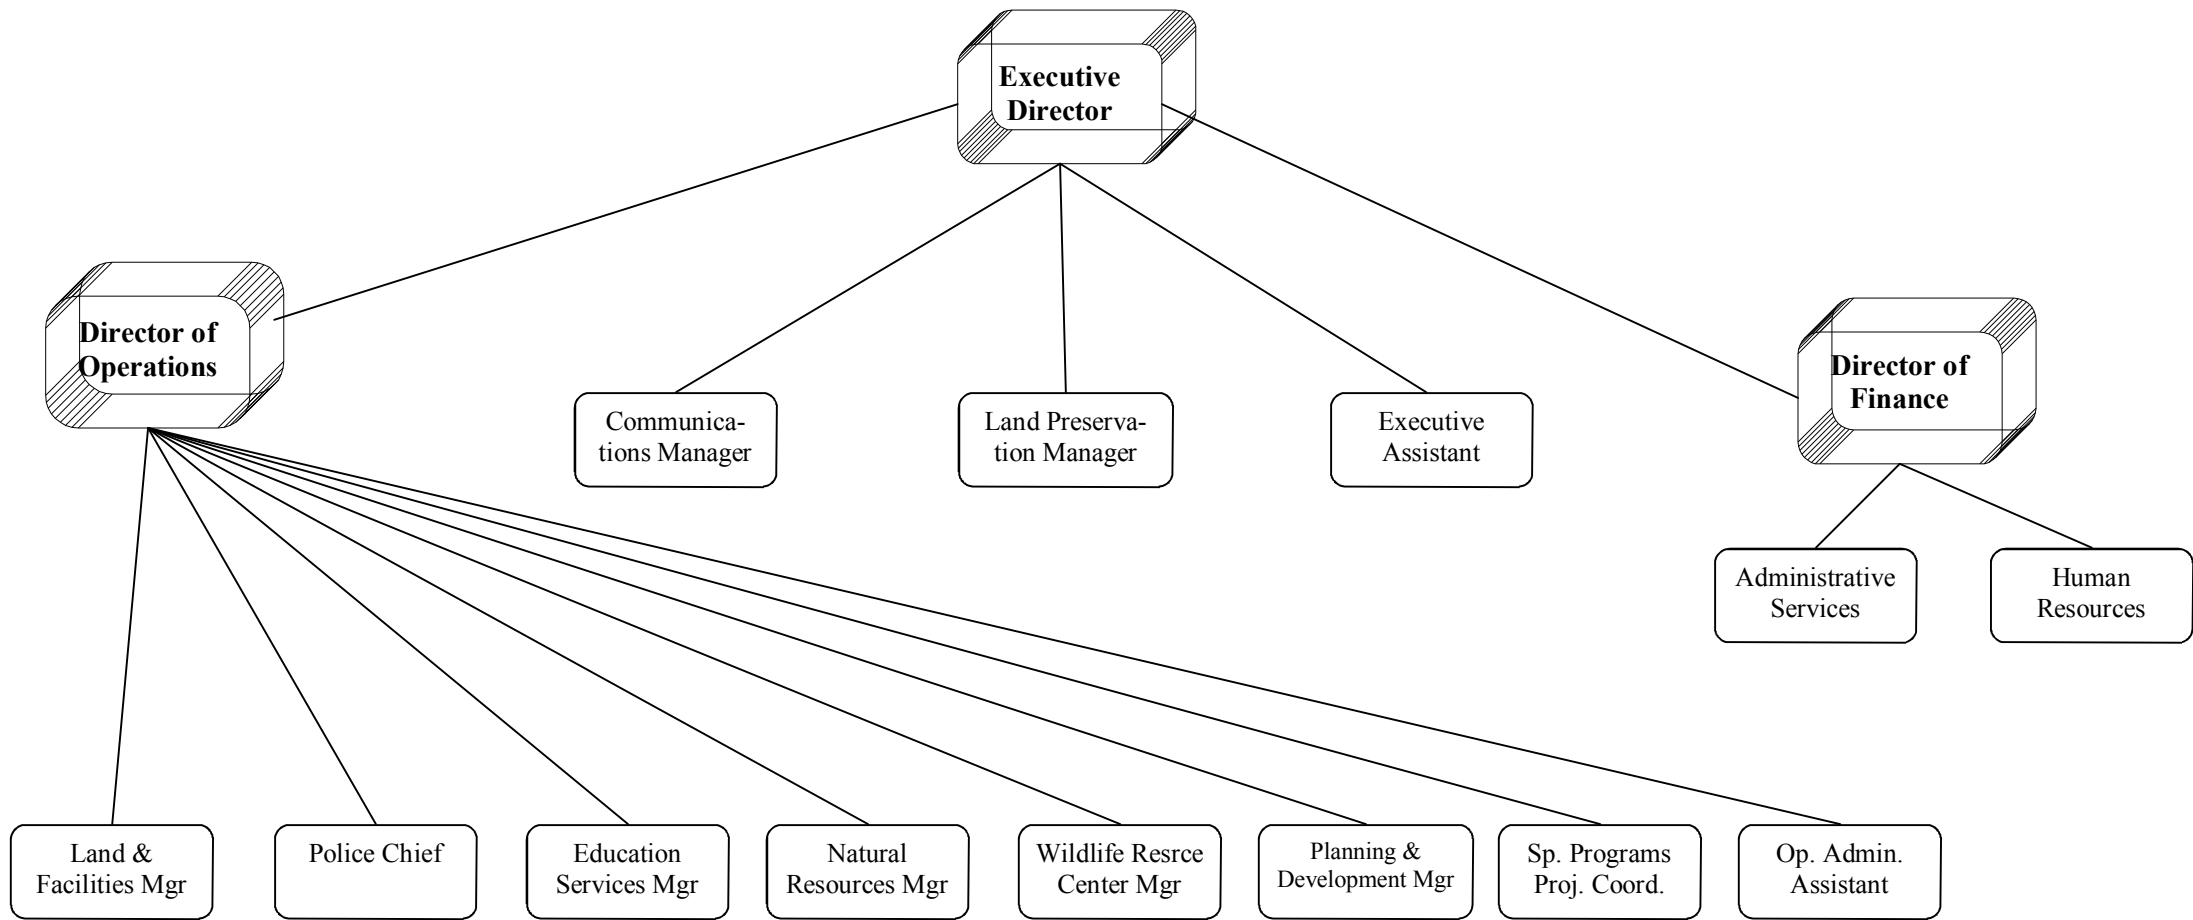 Executive
Director
Director of
Operations
Director of
Finance
Communica-
tions Manager
Land Preserva-
tion Manager
Executive
Assistant
Administrative
Services
Human
Resources
Land &
Facilities Mgr
Police Chief
Education
Services Mgr
Natural
Resources Mgr
Wildlife Resrce
Center Mgr
Planning &
Development Mgr
Sp. Programs
Proj. Coord.
Op. Admin.
Assistant